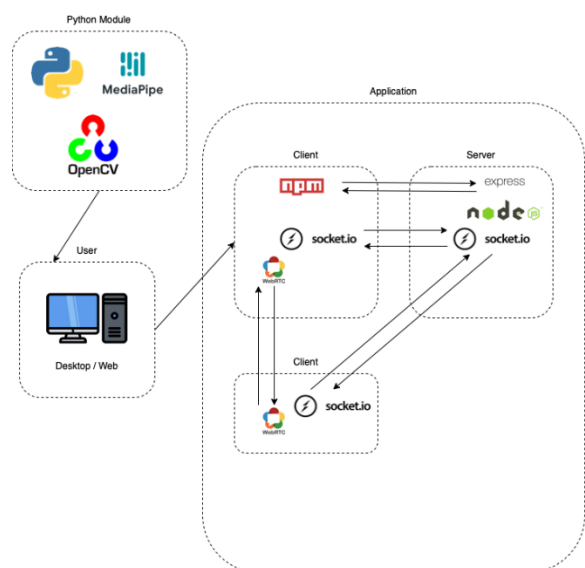 Python Module
MediaPipe
OpenCV
User
Desktop / Web
Application
Client
Server
npm
express
node
JS
socket.io
socket.io
WebRTC
Client
socket.io
WebRTC